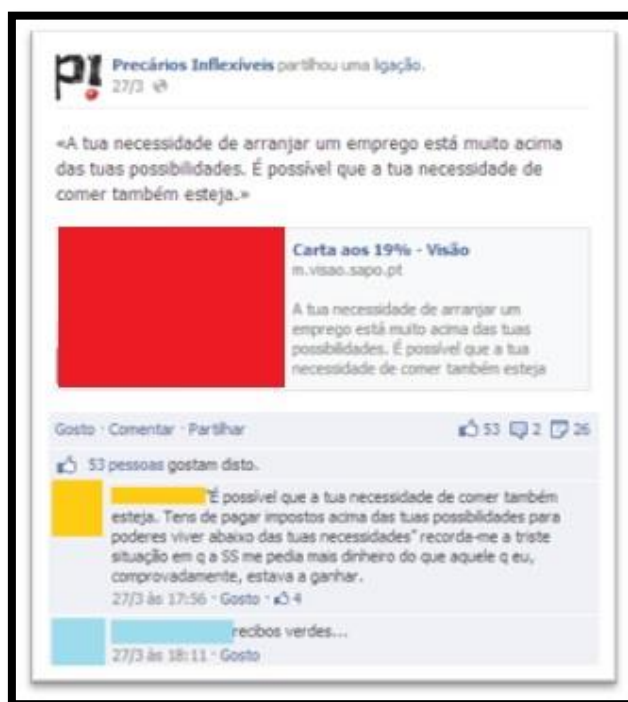 p!
Precários Inflexíveis partilhou uma ligação.
27/3
«A tua necessidade de arranjar um emprego está muito acima
das tuas possibilidades. É possível que a tua necessidade de
comer também esteja.»
Carta aos 19% - Visão
m.visao.sapo.pt
A tua necessidade de arranjar um
emprego está muito acima das tuas
possibilidades. É possível que a tua
necessidade de comer também esteja
Gosto · Comentar · Partilhar 53 2 26
53 pessoas gostam disto.
"É possível que a tua necessidade de comer também
esteja. Tens de pagar impostos acima das tuas possibilidades para
poderes viver abaixo das tuas necessidades" recorda-me a triste
situação em q a SS me pedia mais dinheiro do que aquele q eu,
comprovadamente, estava a ganhar.
27/3 às 17:56 · Gosto · 4
recibos verdes...
27/3 às 18:11 · Gosto